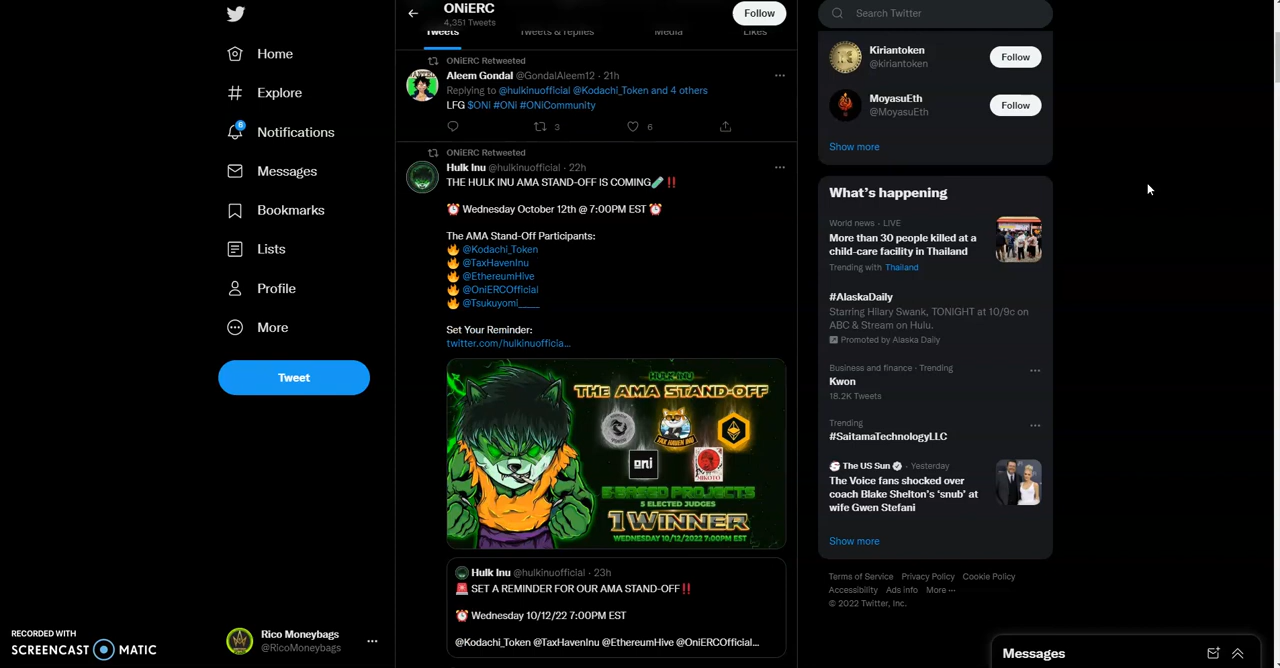 Home
Explore
6
Notifications
Messages
Bookmarks
Lists
Profile
More
Tweet
RECORDED WITH
SCREENCAST MATIC
Rico Moneybags
@RicoMoneybags
ONiERC
4,351 Tweets
Follow
Tweets Tweets & replies Media Likes
ONiERC Retweeted
Aleem Gondal @GondalAleem12 · 21h
Replying to @hulkinuofficial @Kodachi_Token and 4 others
LFG $ONi #ONi #ONiCommunity
3 6
ONiERC Retweeted
Hulk Inu @hulkinuofficial · 22h
THE HULK INU AMA STAND-OFF IS COMING🧪‼️
⏰ Wednesday October 12th @ 7:00PM EST ⏰
The AMA Stand-Off Participants:
🔥 @Kodachi_Token
🔥 @TaxHavenInu
🔥 @EthereumHive
🔥 @OniERCOfficial
🔥 @Tsukuyomi____
Set Your Reminder:
twitter.com/hulkinuofficia...
HULK INU
THE AMA STAND-OFF
TAX HAVEN INU
oni
MIKOTO
E-BASED PROJECTS
5 ELECTED JUDGES
1 WINNER
WEDNESDAY 10/12/2022 7:00PM EST
Hulk Inu @hulkinuofficial · 23h
🚨 SET A REMINDER FOR OUR AMA STAND-OFF‼️
⏰ Wednesday 10/12/22 7:00PM EST
@Kodachi_Token @TaxHavenInu @EthereumHive @OniERCOfficial...
Search Twitter
Kiriantoken
@kiriantoken
Follow
MoyasuEth
@MoyasuEth
Follow
Show more
What's happening
World news · LIVE
More than 30 people killed at a
child-care facility in Thailand
Trending with Thailand
#AlaskaDaily
Starring Hilary Swank, TONIGHT at 10/9c on
ABC & Stream on Hulu.
Promoted by Alaska Daily
Business and finance · Trending
Kwon
18.2K Tweets
Trending
#SaitamaTechnologyLLC
The US Sun · Yesterday
The Voice fans shocked over
coach Blake Shelton's 'snub' at
wife Gwen Stefani
Show more
Terms of Service Privacy Policy Cookie Policy
Accessibility Ads info More ···
© 2022 Twitter, Inc.
Messages